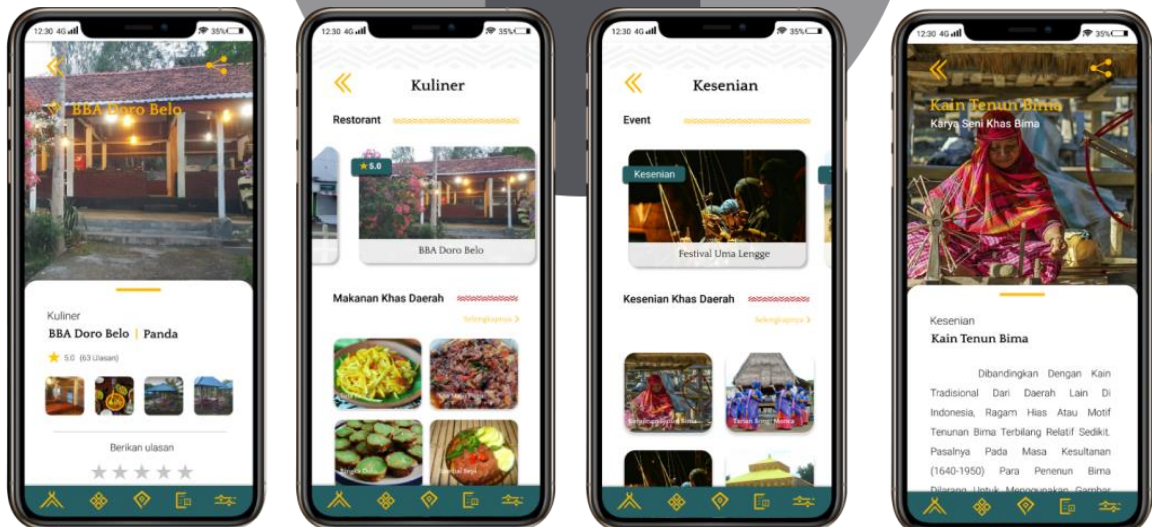 12:30 4G 35%
BBA Doro Belo
Kuliner
BBA Doro Belo | Panda
5.0 (63 Ulasan)
Berikan ulasan
12:30 4G 35%
Kuliner
Restorant
5.0
BBA Doro Belo
Makanan Khas Daerah
Selengkapnya
12:30 4G 35%
Kesenian
Event
Kesenian
Festival Uma Lengge
Kesenian Khas Daerah
Selengkapnya
12:30 4G 35%
Kain Tenun Bima
Karya Seni Khas Bima
Kesenian
Kain Tenun Bima
Dibandingkan Dengan Kain
Tradisional Dari Daerah Lain Di
Indonesia, Ragam Hias Atau Motif
Tenunan Bima Terbilang Relatif Sedikit.
Pasalnya Pada Masa Kesultanan
(1640-1950) Para Penenun Bima
Dilarang Untuk Menggunakan Gambar